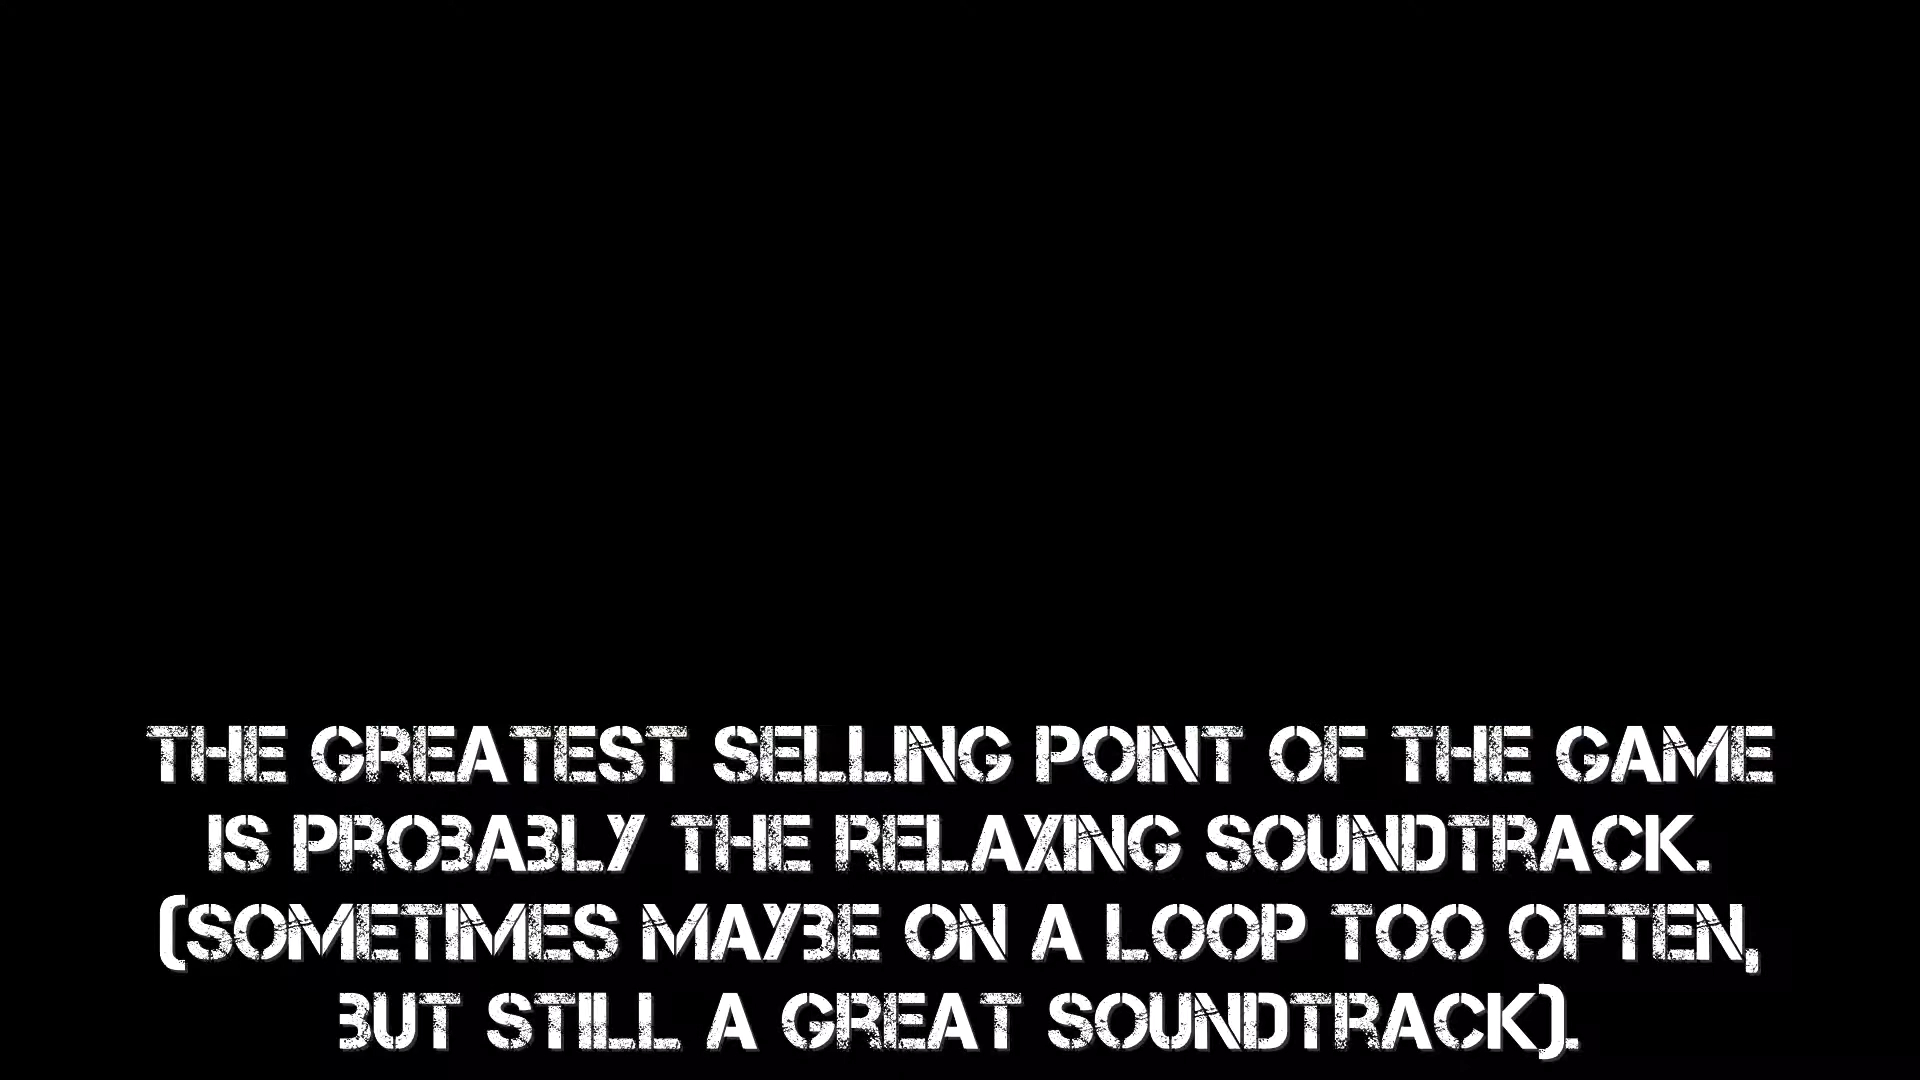 THE GREATEST SELLING POINT OF THE GAME
IS PROBABLY THE RELAXING SOUNDTRACK.
(SOMETIMES MAYBE ON A LOOP TOO OFTEN,
BUT STILL A GREAT SOUNDTRACK).